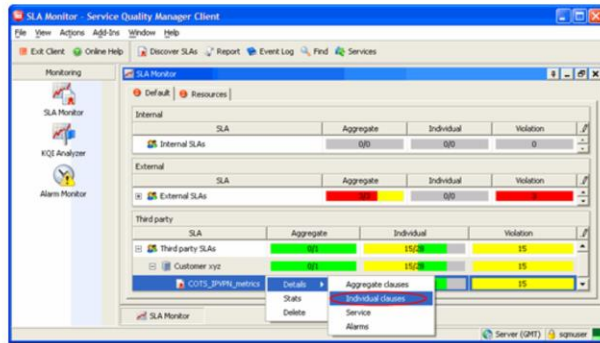 SLA Monitor - Service Quality Manager Client
File View Actions Add-Ins Window Help
Exit Client Online Help Discover SLAs Report Event Log Find Services
Monitoring
SLA Monitor
KQI Analyzer
Alarm Monitor
SLA Monitor
Default Resources
Internal
SLA Aggregate Individual Violation
Internal SLAs 0/0 0/0 0
External
SLA Aggregate Individual Violation
External SLAs 0/0
Third party
SLA Aggregate Individual Violation
Third party SLAs 0/1 15/28 15
Customer xyz 0/1 15/28 15
COTS_IPVPN_metrics 15
Details Aggregate clauses
Stats Individual clauses
Delete Service
Alarms
SLA Monitor
Server (GMT) sqmuser